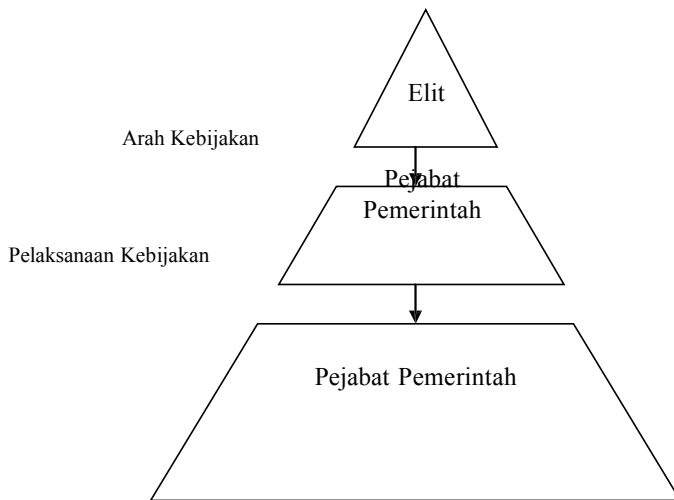 Elit
Arah Kebijakan
Pejabat
Pemerintah
Pelaksanaan Kebijakan
Pejabat Pemerintah